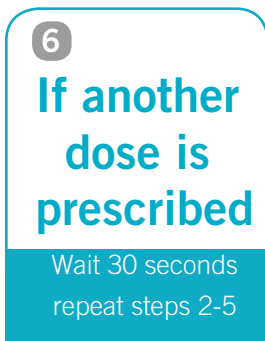 6
If another
dose is
prescribed
Wait 30 seconds
repeat steps 2-5